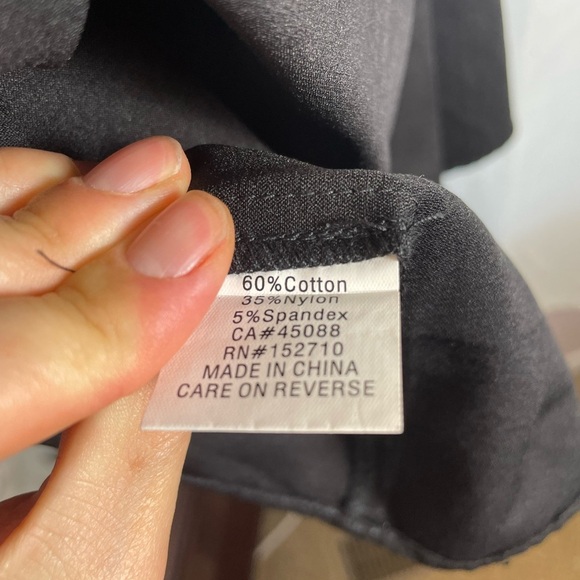 60%Cotton
35%Nylon
5%Spandex
CA#45088
RN#152710
MADE IN CHINA
CARE ON REVERSE